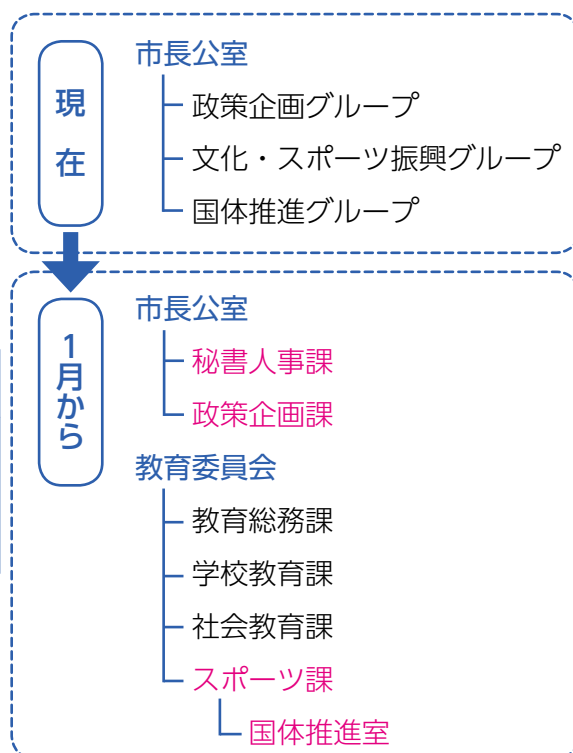 現在
市長公室
政策企画グループ
文化・スポーツ振興グループ
国体推進グループ
1月から
市長公室
秘書人事課
政策企画課
教育委員会
教育総務課
学校教育課
社会教育課
スポーツ課
国体推進室